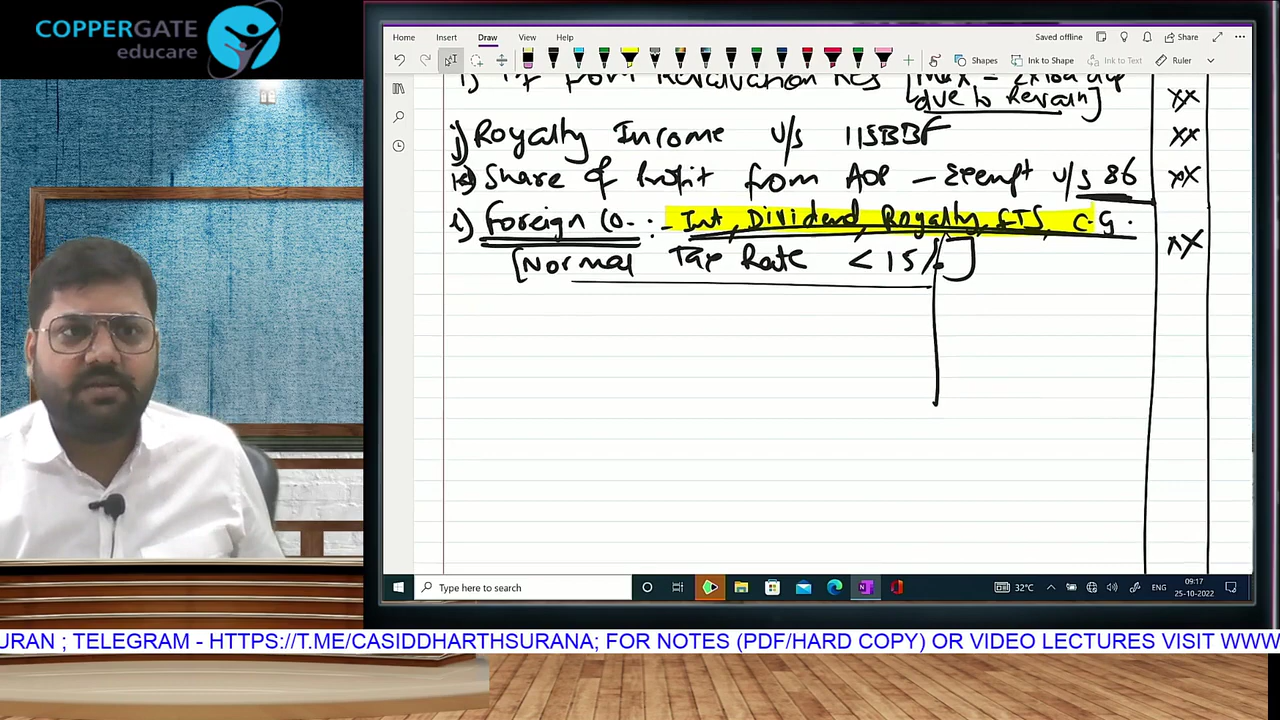 COPPERGATE
educare
Home Insert Draw View Help
Saved offline
Share
Shapes
Ink to Shape
Ink to Text
Ruler
due to Revaln]
XX
j) Royalty Income u/s 115BBF XX
k) Share of Profit from AOP - Exempt u/s 86 XX
l) Foreign Co. :- Int, Dividend, Royalty, FTS, C.G. XX
[Normal Tax Rate < 15%]
Type here to search
32°C
ENG
09:17
25-10-2022
URAN ; TELEGRAM - HTTPS://T.ME/CASIDDHARTHSURANA; FOR NOTES (PDF/HARD COPY) OR VIDEO LECTURES VISIT WWW